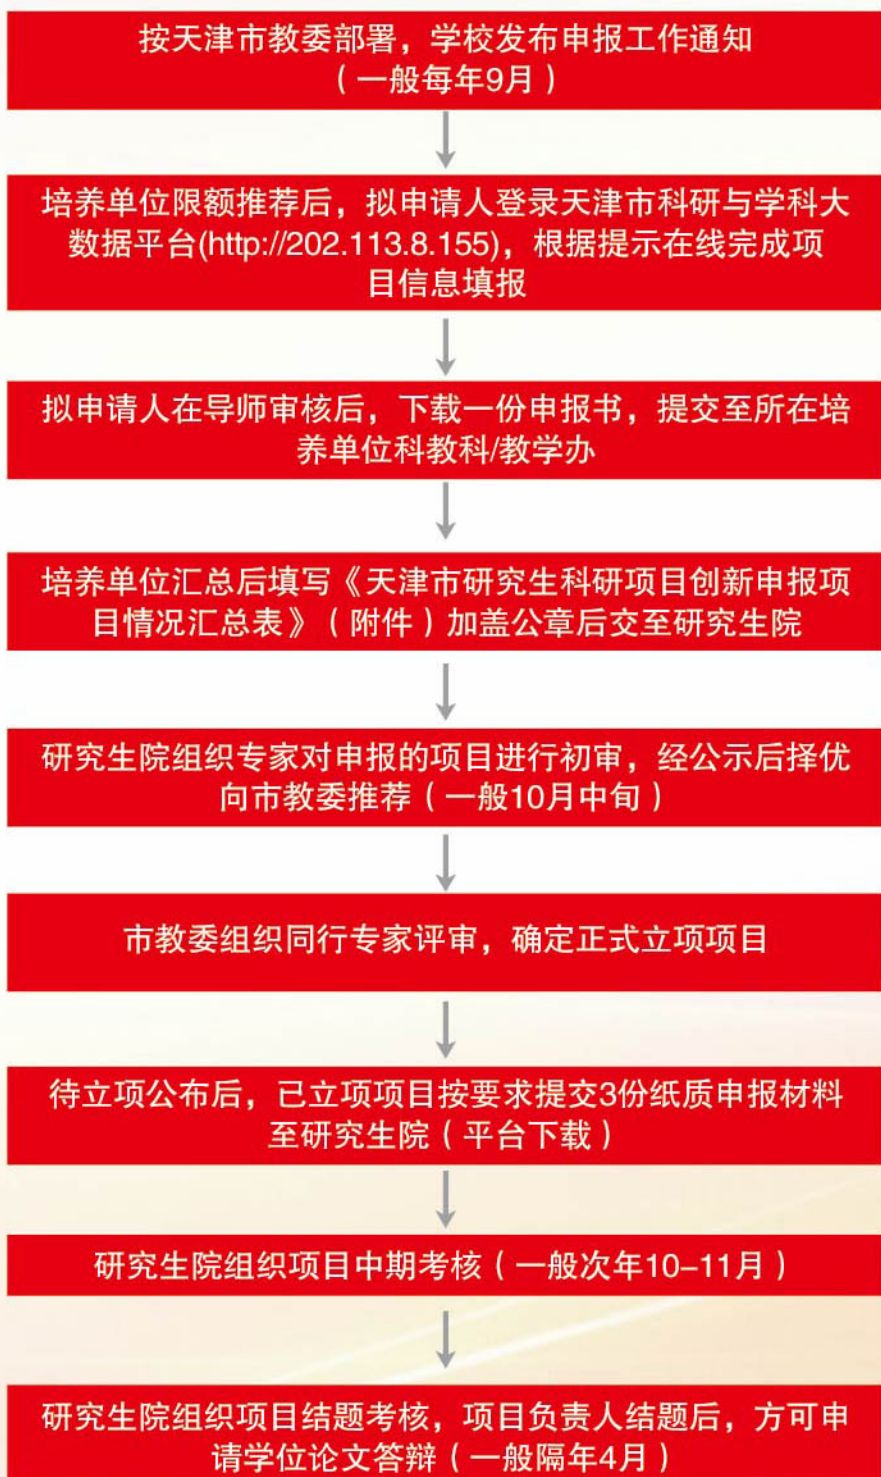 按天津市教委部署，学校发布申报工作通知
（一般每年9月）
培养单位限额推荐后，拟申请人登录天津市科研与学科大
数据平台(http://202.113.8.155)，根据提示在线完成项
目信息填报
拟申请人在导师审核后，下载一份申报书，提交至所在培
养单位科教科/教学办
培养单位汇总后填写《天津市研究生科研项目创新申报项
目情况汇总表》（附件）加盖公章后交至研究生院
研究生院组织专家对申报的项目进行初审，经公示后择优
向市教委推荐（一般10月中旬）
市教委组织同行专家评审，确定正式立项项目
待立项公布后，已立项项目按要求提交3份纸质申报材料
至研究生院（平台下载）
研究生院组织项目中期考核（一般次年10–11月）
研究生院组织项目结题考核，项目负责人结题后，方可申
请学位论文答辩（一般隔年4月）